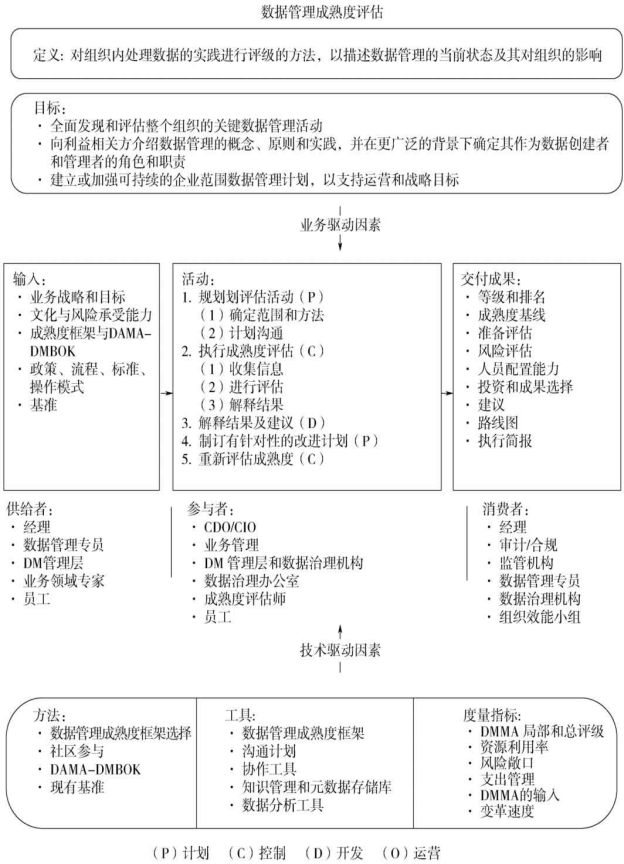 数据管理成熟度评估
定义：对组织内处理数据的实践进行评级的方法，以描述数据管理的当前状态及其对组织的影响
目标：
· 全面发现和评估整个组织的关键数据管理活动
· 向利益相关方介绍数据管理的概念、原则和实践，并在更广泛的背景下确定其作为数据创建者
和管理者的角色和职责
· 建立或加强可持续的企业范围数据管理计划，以支持运营和战略目标
业务驱动因素
输入：
· 业务战略和目标
· 文化与风险承受能力
· 成熟度框架与DAMA-
DMBOK
· 政策、流程、标准、
操作模式
· 基准
活动：
1. 规划划评估活动（P）
（1）确定范围和方法
（2）计划沟通
2. 执行成熟度评估（C）
（1）收集信息
（2）进行评估
（3）解释结果
3. 解释结果及建议（D）
4. 制订有针对性的改进计划（P）
5. 重新评估成熟度（C）
交付成果：
· 等级和排名
· 成熟度基线
· 准备评估
· 风险评估
· 人员配置能力
· 投资和成果选择
· 建议
· 路线图
· 执行简报
供给者：
· 经理
· 数据管理专员
· DM管理层
· 业务领域专家
· 员工
参与者：
· CDO/CIO
· 业务管理
· DM 管理层和数据治理机构
· 数据治理办公室
· 成熟度评估师
· 员工
消费者：
· 经理
· 审计/合规
· 监管机构
· 数据管理专员
· 数据治理机构
· 组织效能小组
技术驱动因素
方法：
· 数据管理成熟度框架选择
· 社区参与
· DAMA-DMBOK
· 现有基准
工具：
· 数据管理成熟度框架
· 沟通计划
· 协作工具
· 知识管理和元数据存储库
· 数据分析工具
度量指标：
· DMMA 局部和总评级
· 资源利用率
· 风险敞口
· 支出管理
· DMMA的输入
· 变革速度
（P）计划 （C）控制 （D）开发 （O）运营